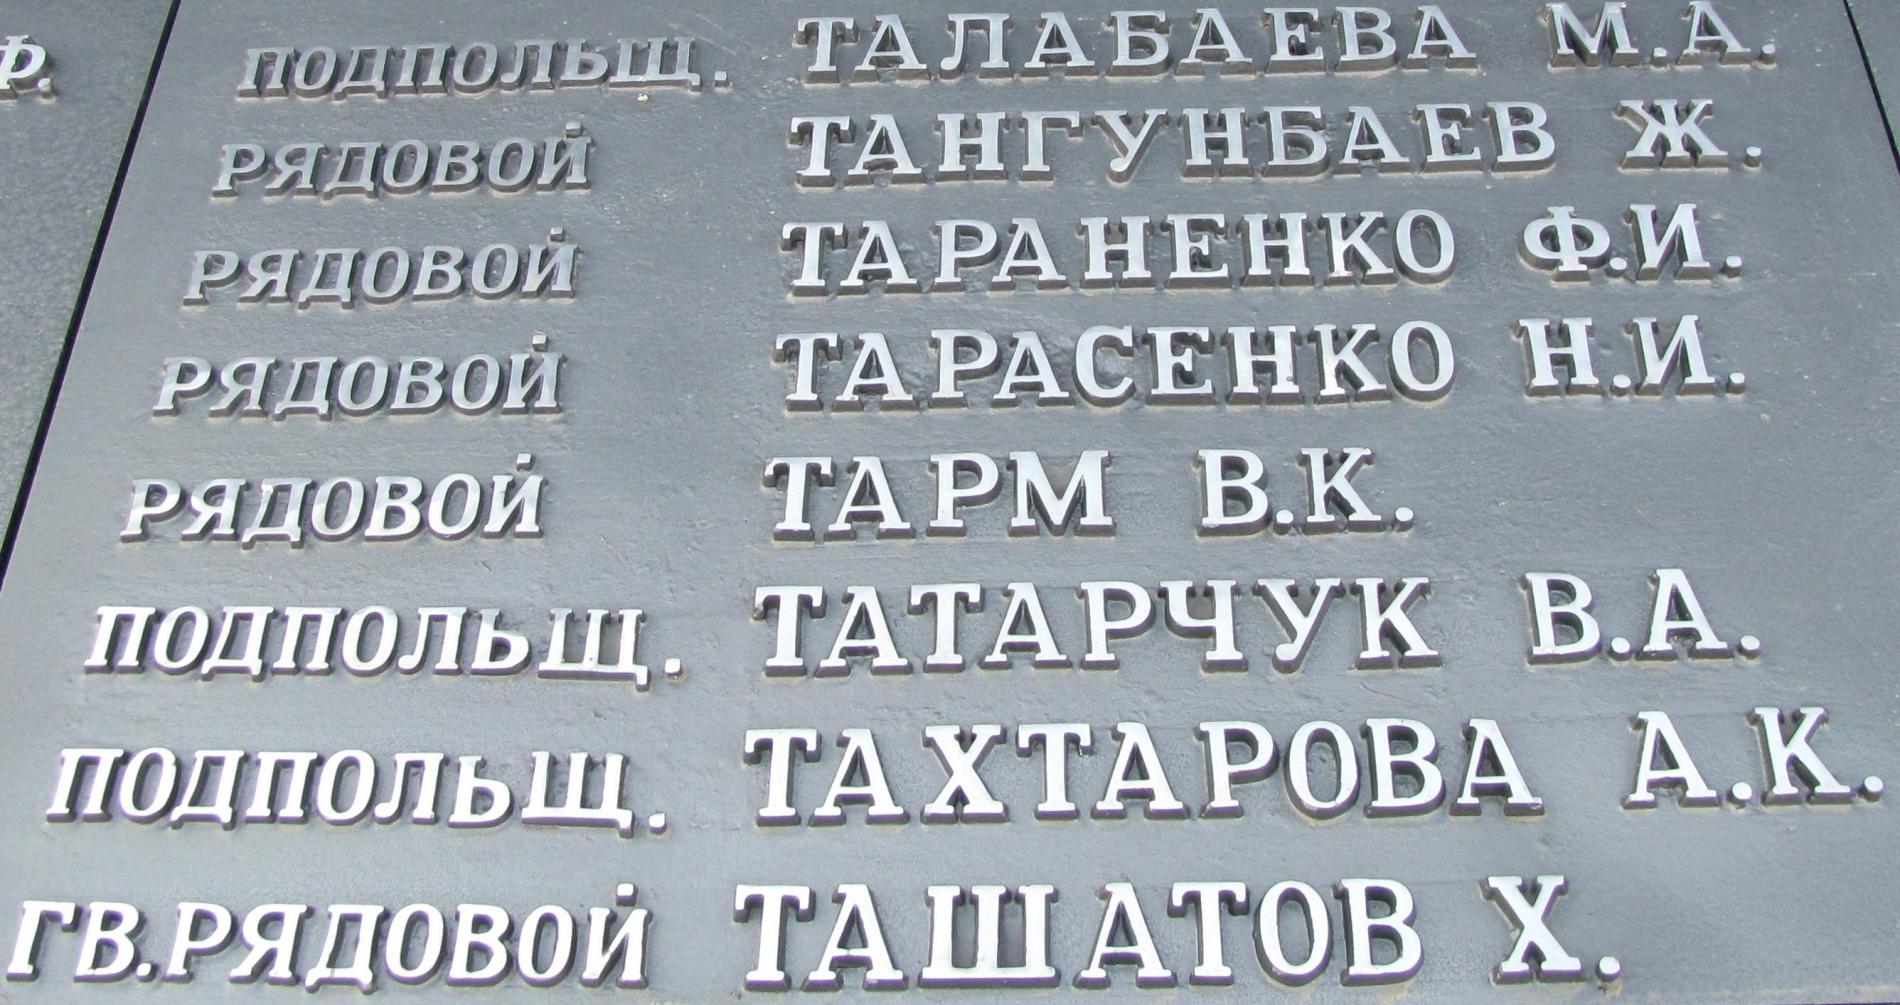 Ф.
ПОДПОЛЬЩ. ТАЛАБАЕВА М.А.
РЯДОВОЙ ТАНГУНБАЕВ Ж.
РЯДОВОЙ ТАРАНЕНКО Ф.И.
РЯДОВОЙ ТАРАСЕНКО Н.И.
РЯДОВОЙ ТАРМ В.К.
ПОДПОЛЬЩ. ТАТАРЧУК В.А.
ПОДПОЛЬЩ. ТАХТАРОВА А.К.
ГВ.РЯДОВОЙ ТАШАТОВ Х.